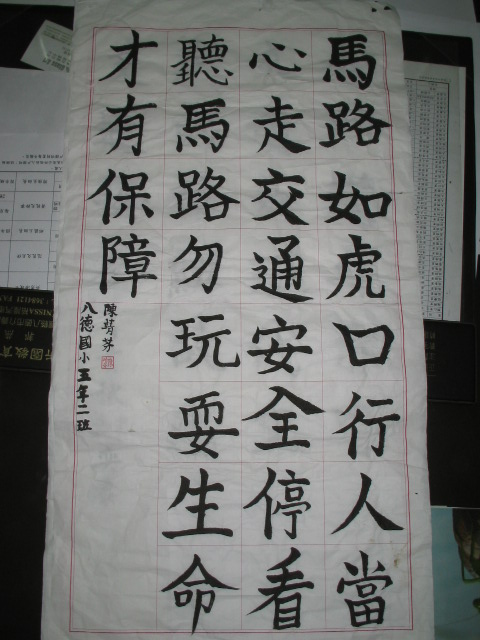 馬路如虎口行人當
心走交通安全停看
聽馬路勿玩耍生命
才有保障
八德國小五年二班